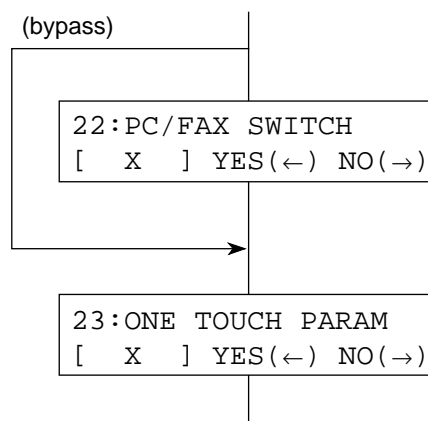 (bypass)
22:PC/FAX SWITCH
[ X ] YES(←) NO(→)
23:ONE TOUCH PARAM
[ X ] YES(←) NO(→)